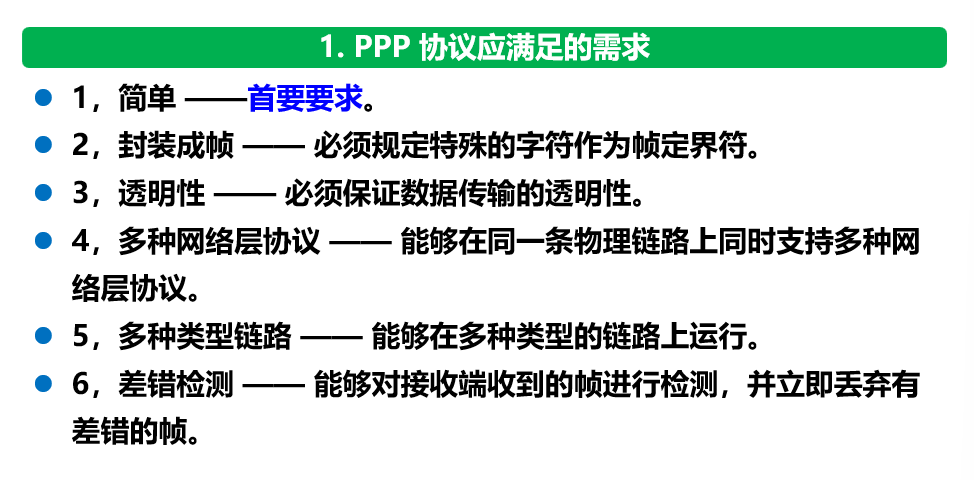 1. PPP 协议应满足的需求
1，简单 ——首要要求。
2，封装成帧 —— 必须规定特殊的字符作为帧定界符。
3，透明性 —— 必须保证数据传输的透明性。
4，多种网络层协议 —— 能够在同一条物理链路上同时支持多种网
络层协议。
5，多种类型链路 —— 能够在多种类型的链路上运行。
6，差错检测 —— 能够对接收端收到的帧进行检测，并立即丢弃有
差错的帧。